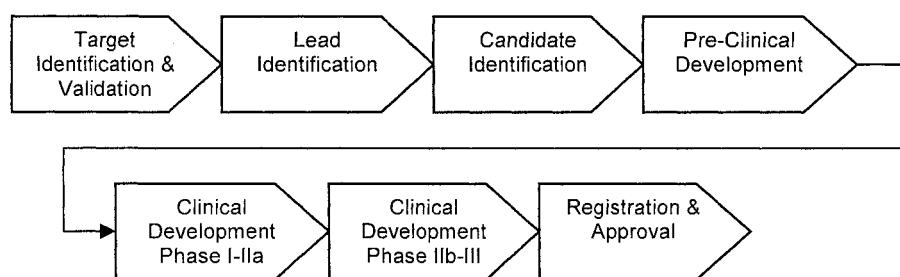 Target
Identification &
Validation
Lead
Identification
Candidate
Identification
Pre-Clinical
Development
Clinical
Development
Phase I-IIa
Clinical
Development
Phase IIb-III
Registration &
Approval